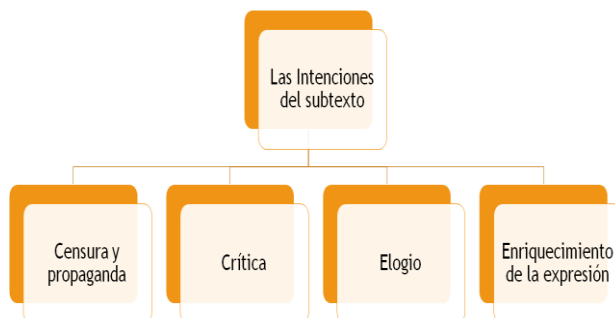 Las Intenciones
del subtexto
Censura y
propaganda
Crítica
Elogio
Enriquecimiento
de la expresión